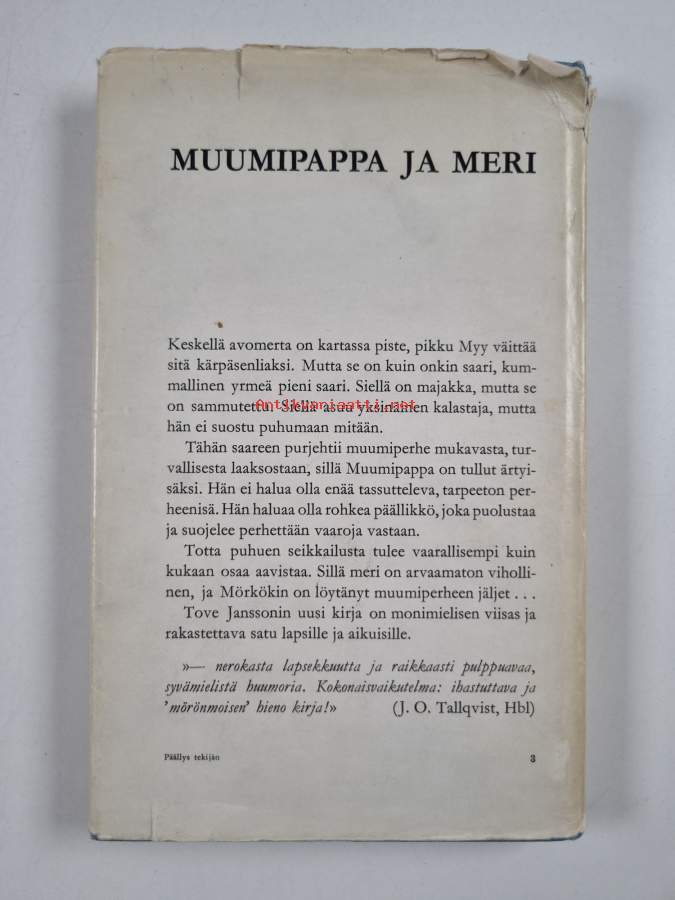 MUUMIPAPPA JA MERI
Keskellä avomerta on kartassa piste, pikku Myy väittää
sitä kärpäsenliaksi. Mutta se on kuin onkin saari, kum-
mallinen yrmeä pieni saari. Siellä on majakka, mutta se
on sammutettu. Siellä asuu yksinäinen kalastaja, mutta
Antikvariaatti.net
hän ei suostu puhumaan mitään.
Tähän saareen purjehtii muumiperhe mukavasta, tur-
vallisesta laaksostaan, sillä Muumipappa on tullut ärtyi-
säksi. Hän ei halua olla enää tassutteleva, tarpeeton per-
heenisä. Hän haluaa olla rohkea päällikkö, joka puolustaa
ja suojelee perhettään vaaroja vastaan.
Totta puhuen seikkailusta tulee vaarallisempi kuin
kukaan osaa aavistaa. Sillä meri on arvaamaton viholli-
nen, ja Mörkökin on löytänyt muumiperheen jäljet . . .
Tove Janssonin uusi kirja on monimielisen viisas ja
rakastettava satu lapsille ja aikuisille.
»— nerokasta lapsekkuutta ja raikkaasti pulppuavaa,
syvämielistä huumoria. Kokonaisvaikutelma: ihastuttava ja
'mörönmoisen' hieno kirja!» (J. O. Tallqvist, Hbl)
Päällys tekijän 3